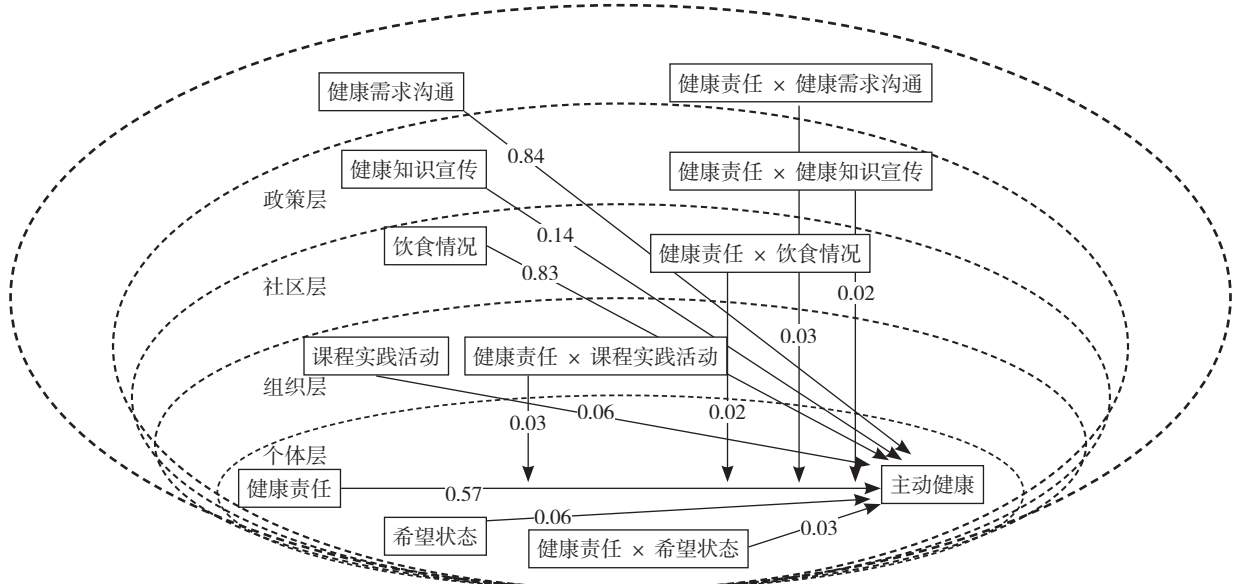 健康需求沟通
健康责任 × 健康需求沟通
0.84
健康知识宣传
健康责任 × 健康知识宣传
政策层
0.14
饮食情况
健康责任 × 饮食情况
0.83
社区层
0.02
0.03
课程实践活动
健康责任 × 课程实践活动
组织层
0.03
0.06
0.02
个体层
健康责任
0.57
主动健康
希望状态
0.06
健康责任 × 希望状态
0.03